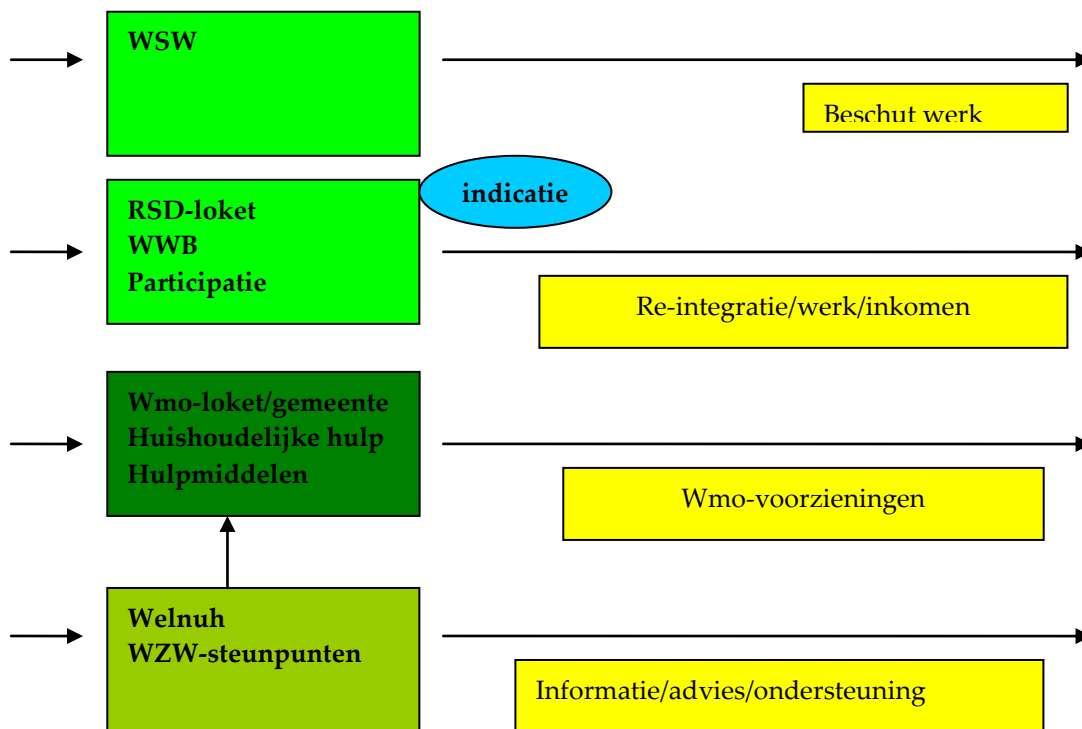 WSW
Beschut werk
indicatie
RSD-loket
WWB
Participatie
Re-integratie/werk/inkomen
Wmo-loket/gemeente
Huishoudelijke hulp
Hulpmiddelen
Wmo-voorzieningen
Welnuh
WZW-steunpunten
Informatie/advies/ondersteuning